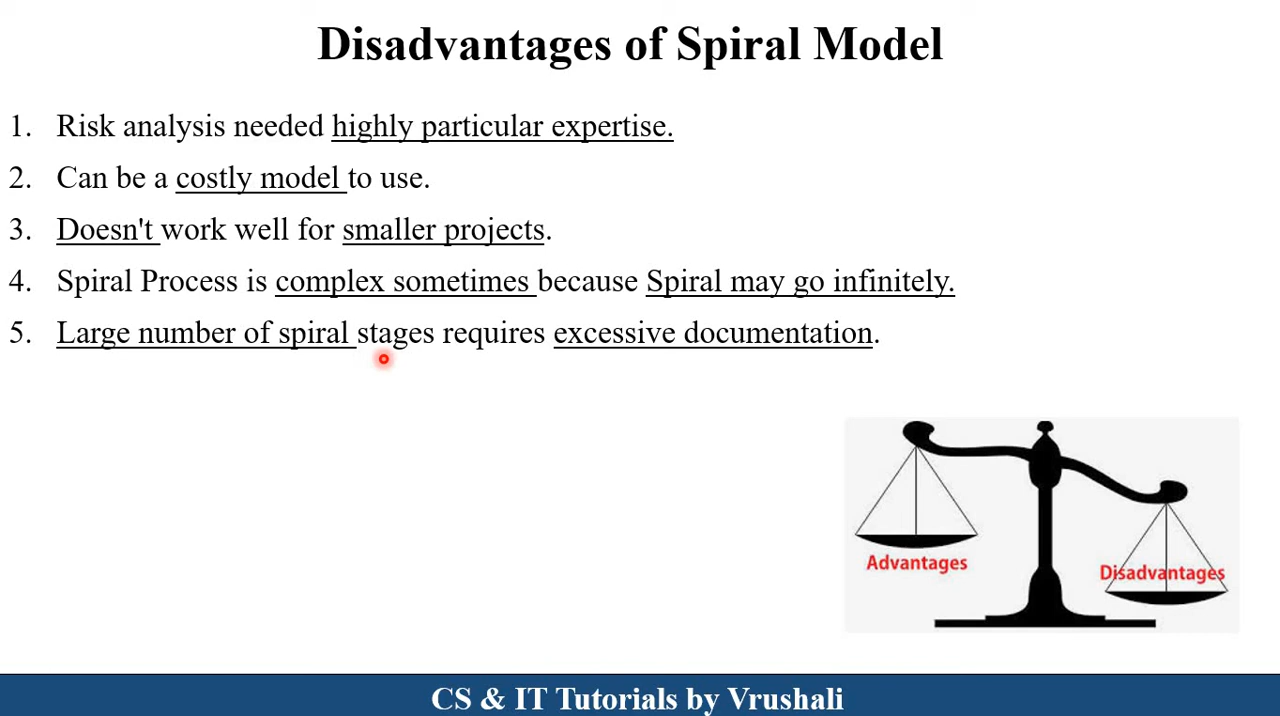 Disadvantages of Spiral Model
1. Risk analysis needed highly particular expertise.
2. Can be a costly model to use.
3. Doesn't work well for smaller projects.
4. Spiral Process is complex sometimes because Spiral may go infinitely.
5. Large number of spiral stages requires excessive documentation.
Advantages
Disadvantages
CS & IT Tutorials by Vrushali